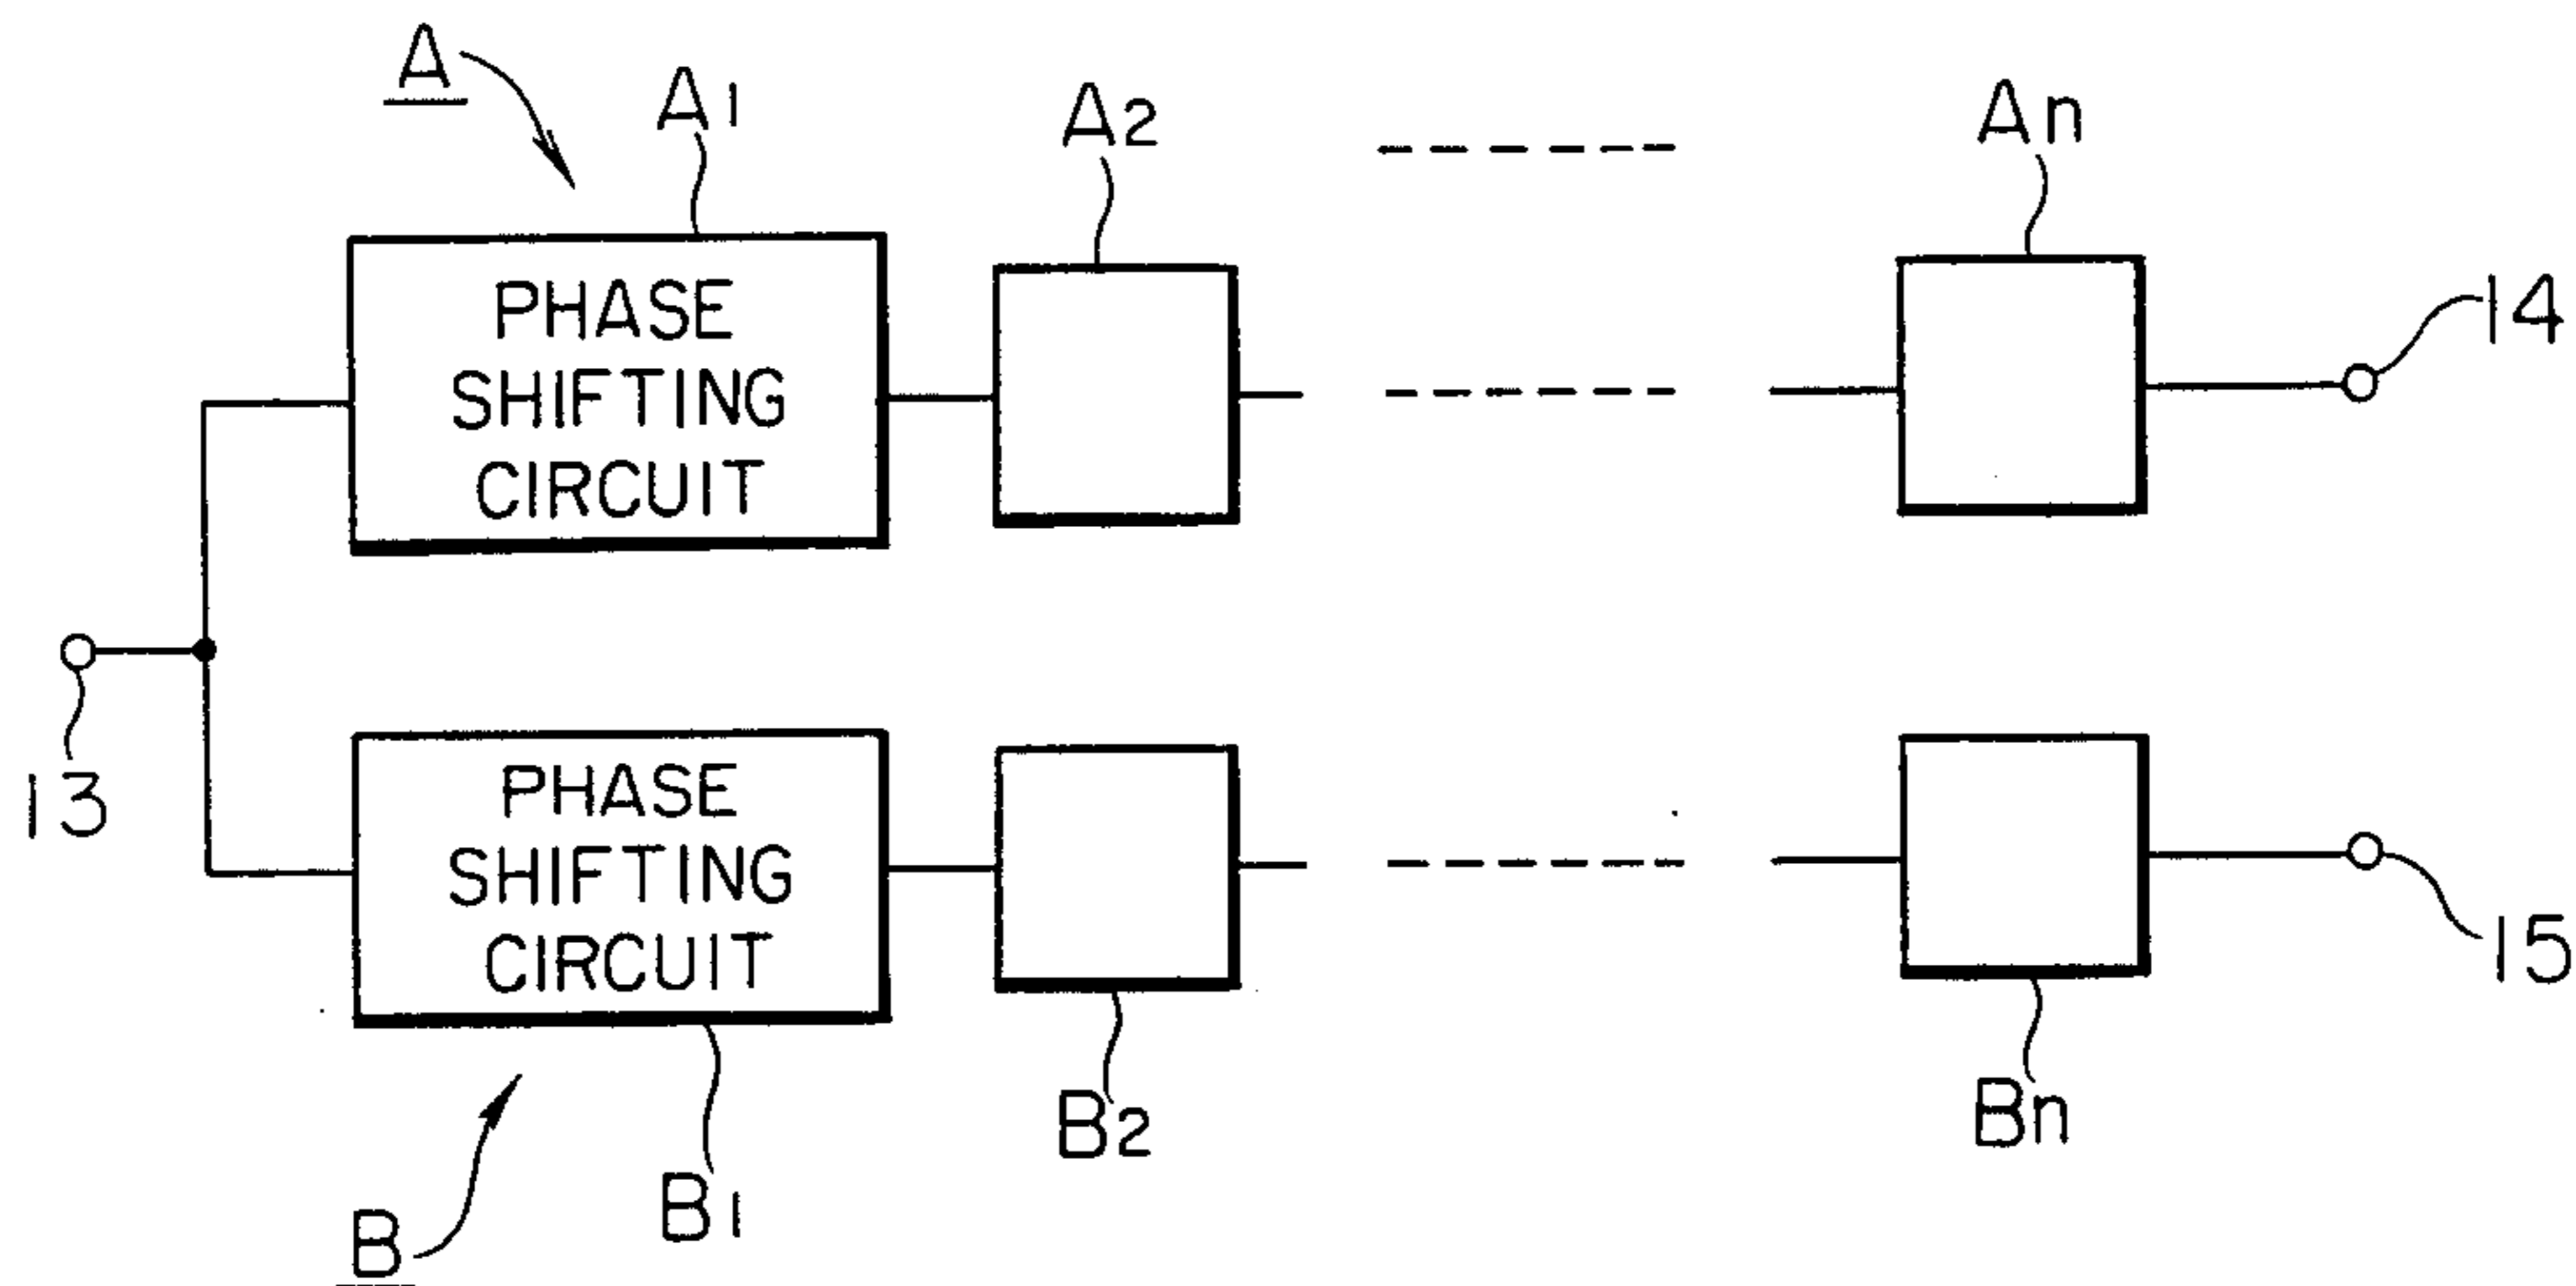 A
A1
A2
An
PHASE
SHIFTING
CIRCUIT
14
13
PHASE
SHIFTING
CIRCUIT
15
B1
B2
Bn
B